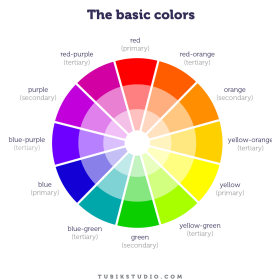 The basic colors
red
(primary)
red-purple
(tertiary)
red-orange
(tertiary)
purple
(secondary)
orange
(secondary)
blue-purple
(tertiary)
yellow-orange
(tertiary)
blue
(primary)
yellow
(primary)
blue-green
(tertiary)
yellow-green
(tertiary)
green
(secondary)
TUBIKSTUDIO.COM